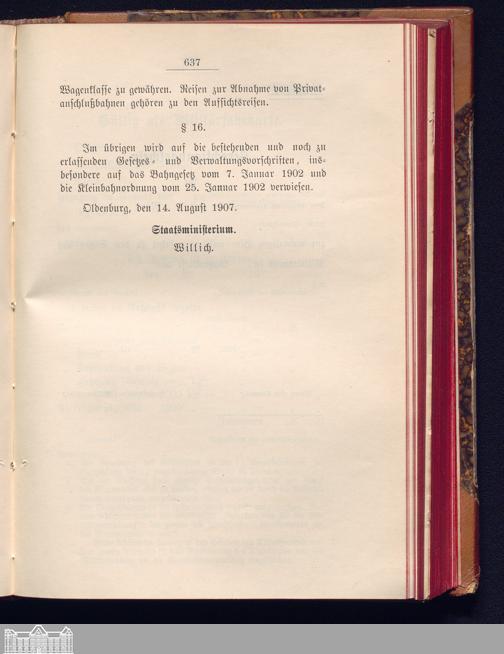 637
Wagenklasse zu gewähren. Reisen zur Abnahme von Privat-
anschlußbahnen gehören zu den Aufsichtsreisen.
§ 16.
Im übrigen wird auf die bestehenden und noch zu
erlassenden Gesetzes- und Verwaltungsvorschriften, ins-
besondere auf das Bahngesetz vom 7. Januar 1902 und
die Kleinbahnordnung vom 25. Januar 1902 verwiesen.
Oldenburg, den 14. August 1907.
Staatsministerium.
Willich.